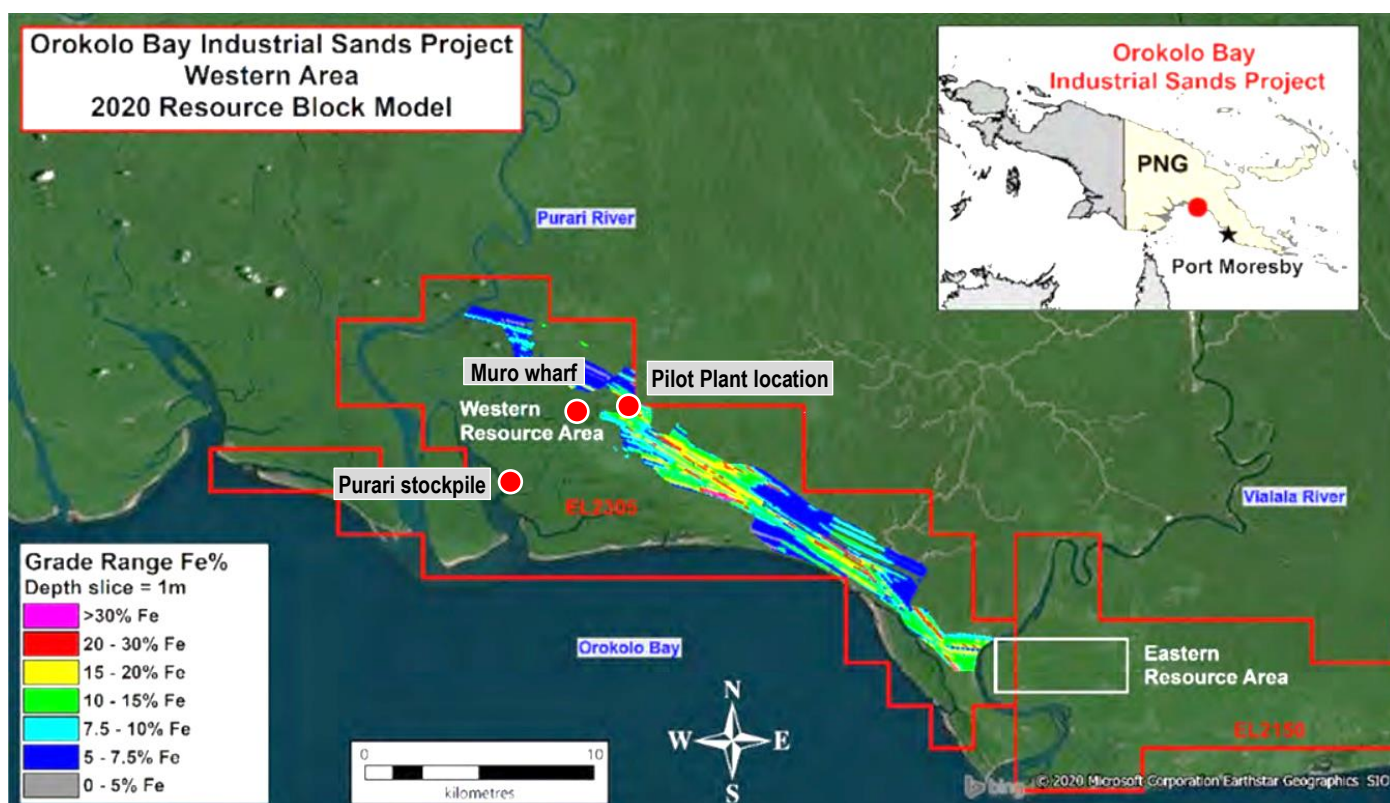 Orokolo Bay Industrial Sands Project
Western Area
2020 Resource Block Model
Orokolo Bay
Industrial Sands Project
PNG
Port Moresby
Purari River
Muro wharf
Pilot Plant location
Western
Resource Area
Purari stockpile
EL2305
Vialala River
Grade Range Fe%
Depth slice = 1m
>30% Fe
20 - 30% Fe
15 - 20% Fe
10 - 15% Fe
7.5 - 10% Fe
5 - 7.5% Fe
0 - 5% Fe
Orokolo Bay
Eastern
Resource Area
EL2150
N
W E
S
0 10
kilometres
bing
© 2020 Microsoft Corporation Earthstar Geographics SIO